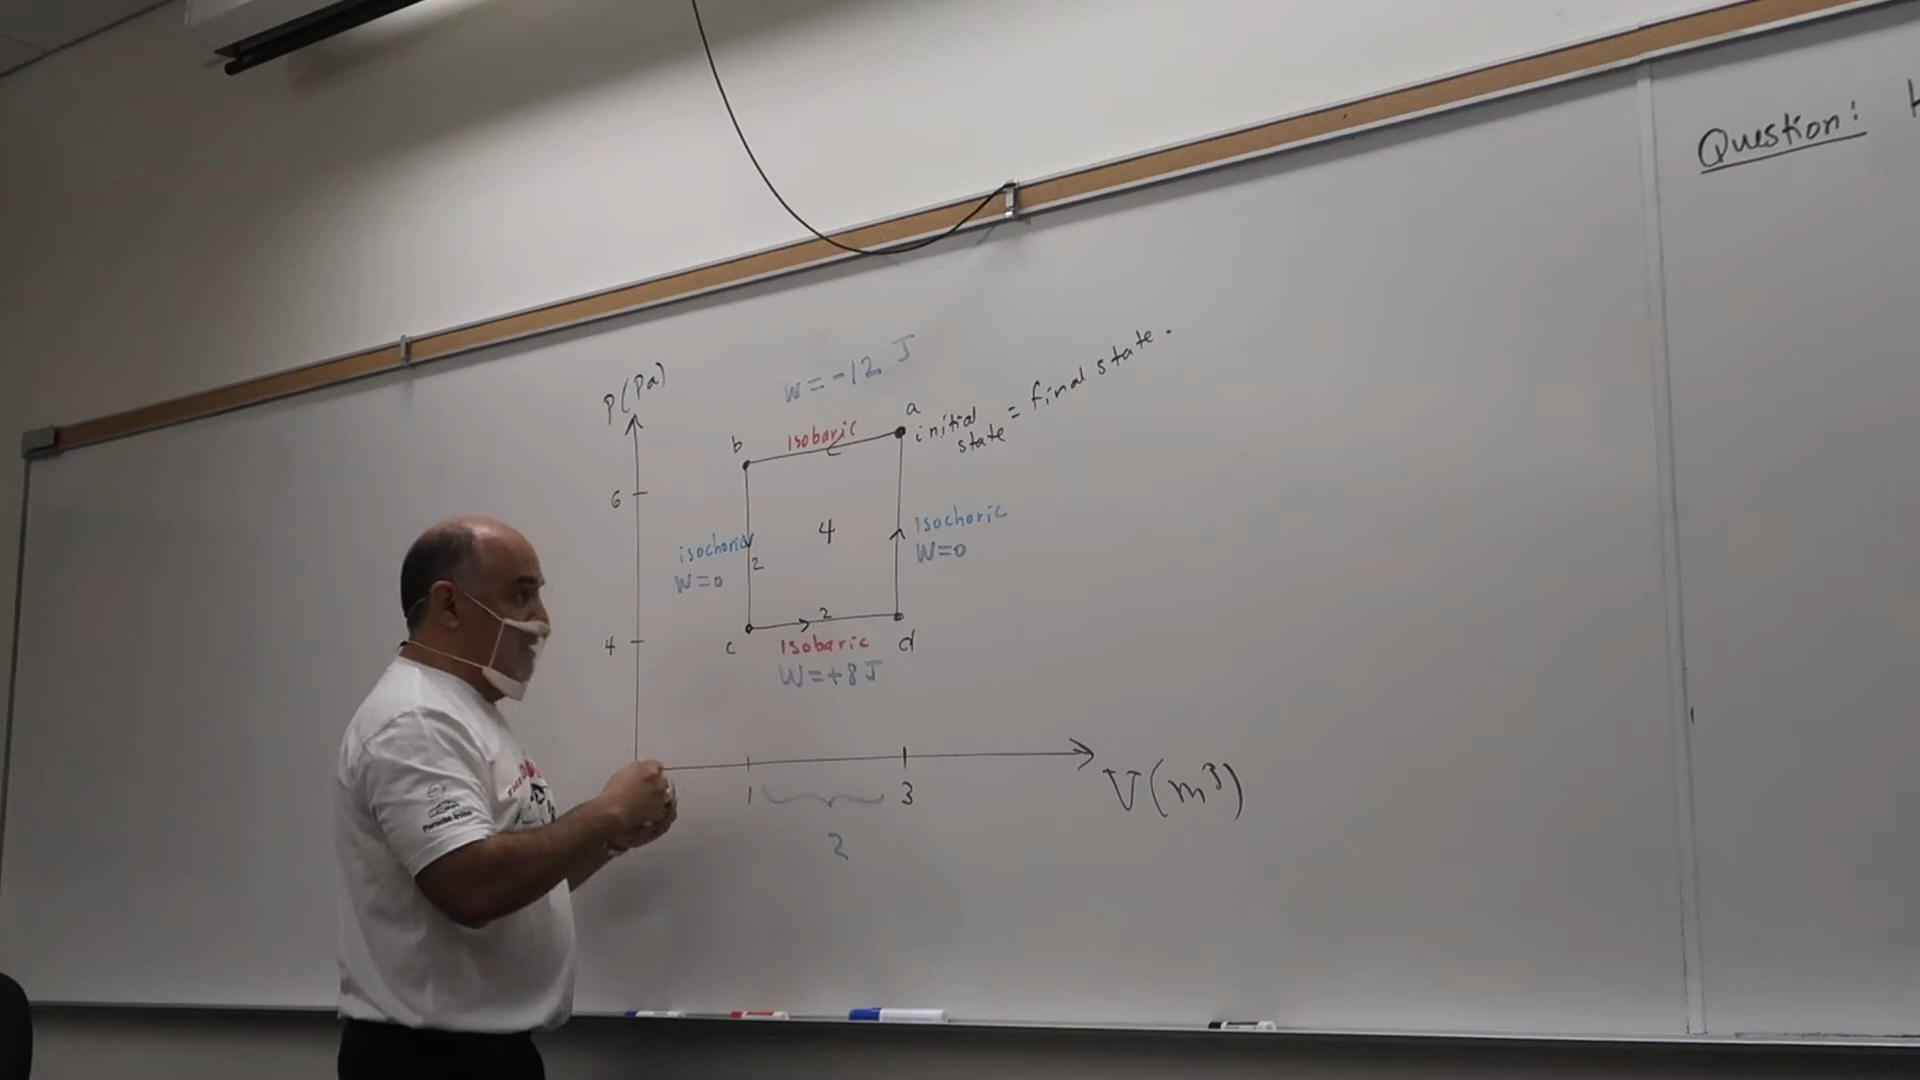 Question:
W = -12 J
P(Pa)
a
initial state = final state.
b
Isobaric
6
4
isochoric
W=0
2
Isochoric
W=0
4
2
c
Isobaric
d
W=+8 J
1
3
V(m³)
2